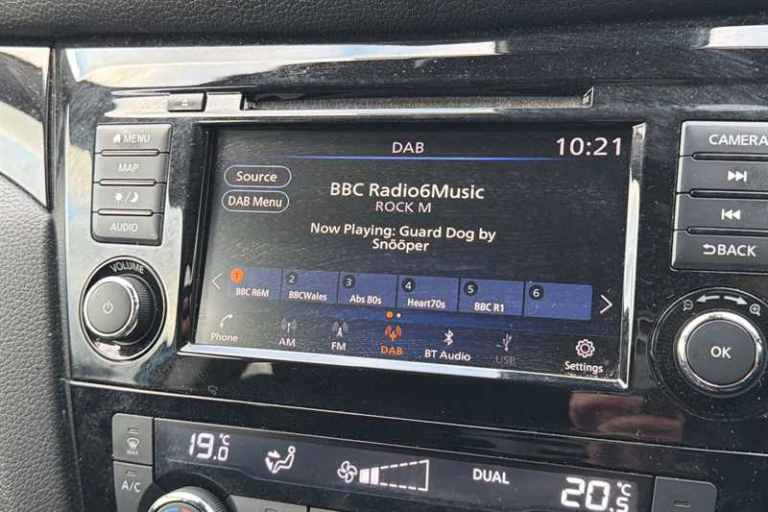 MENU
MAP
AUDIO
VOLUME
DAB
10:21
Source
DAB Menu
BBC Radio6Music
ROCK M
Now Playing: Guard Dog by
Snõõper
1 2 3 4 5 6
BBC R6M BBCWales Abs 80s Heart70s BBC R1
Phone AM FM DAB BT Audio USB Settings
CAMERA
BACK
OK
A/C
19.0°C
DUAL
20.5°C